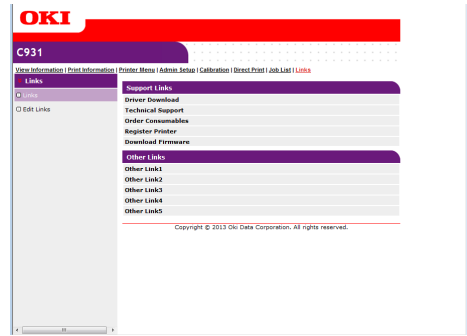 OKI
C931
View Information | Print Information | Printer Menu | Admin Setup | Calibration | Direct Print | Job List | Links
Links
Links
Edit Links
Support Links
Driver Download
Technical Support
Order Consumables
Register Printer
Download Firmware
Other Links
Other Link1
Other Link2
Other Link3
Other Link4
Other Link5
Copyright © 2013 Oki Data Corporation. All rights reserved.